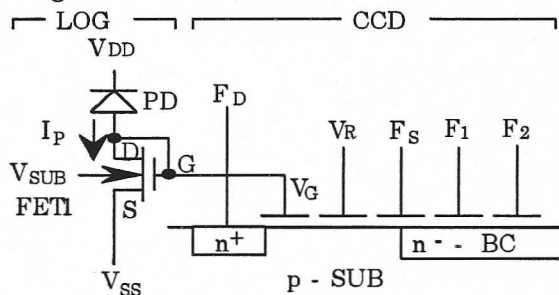 LOG CCD
VDD
PD FD
IP D G VR FS F1 F2
VSUB VG
FET1 S
n+ n- - BC
VSS p - SUB